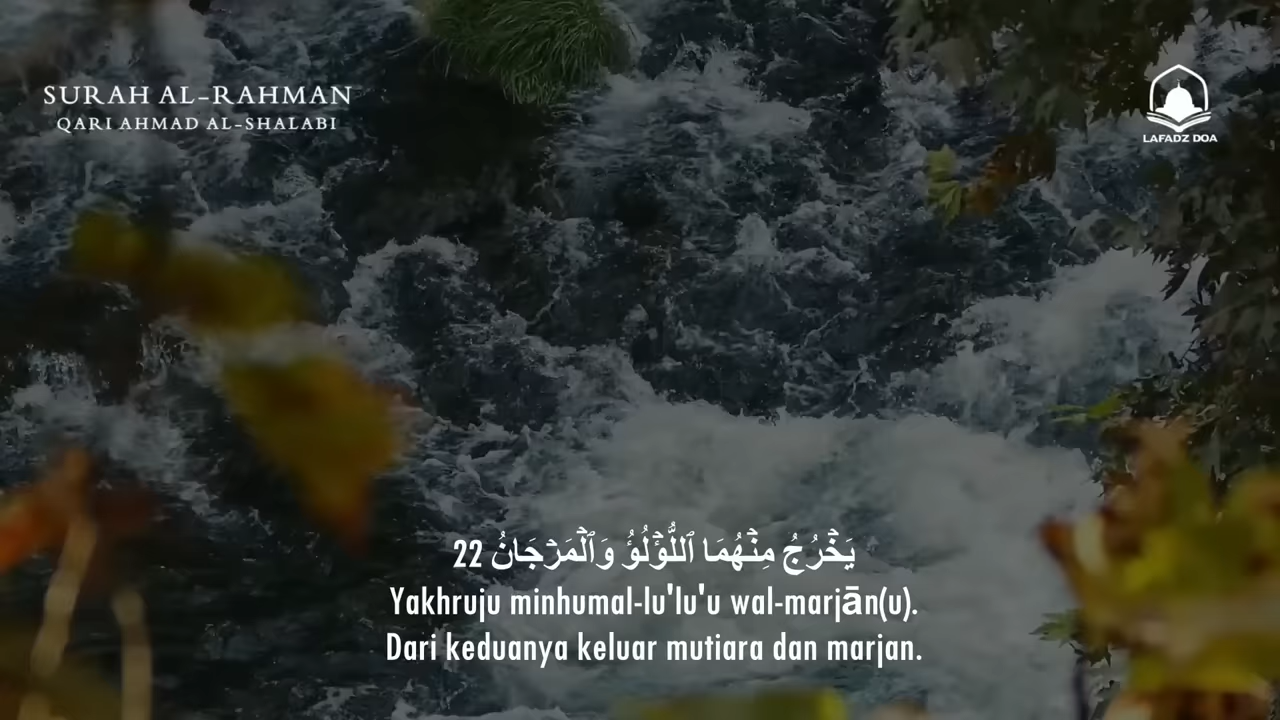 SURAH AL-RAHMAN
QARI AHMAD AL-SHALABI
LAFADZ DOA
يَخْرُجُ مِنْهُمَا ٱللُّؤْلُؤُ وَٱلْمَرْجَانُ 22
Yakhruju minhumal-lu'lu'u wal-marjān(u).
Dari keduanya keluar mutiara dan marjan.